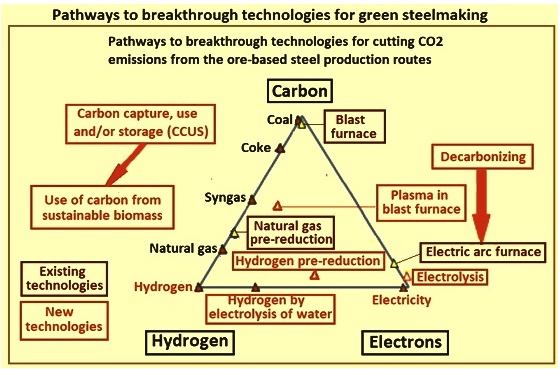 Pathways to breakthrough technologies for green steelmaking
Pathways to breakthrough technologies for cutting CO2
emissions from the ore-based steel production routes
Carbon
Carbon capture, use
and/or storage (CCUS)
Coal
Blast
furnace
Coke
Decarbonizing
Use of carbon from
sustainable biomass
Syngas
Plasma in
blast furnace
Natural gas
pre-reduction
Natural gas
Electric arc furnace
Hydrogen pre-reduction
Existing
technologies
Electrolysis
Hydrogen
Hydrogen by
electrolysis of water
Electricity
New
technologies
Hydrogen
Electrons